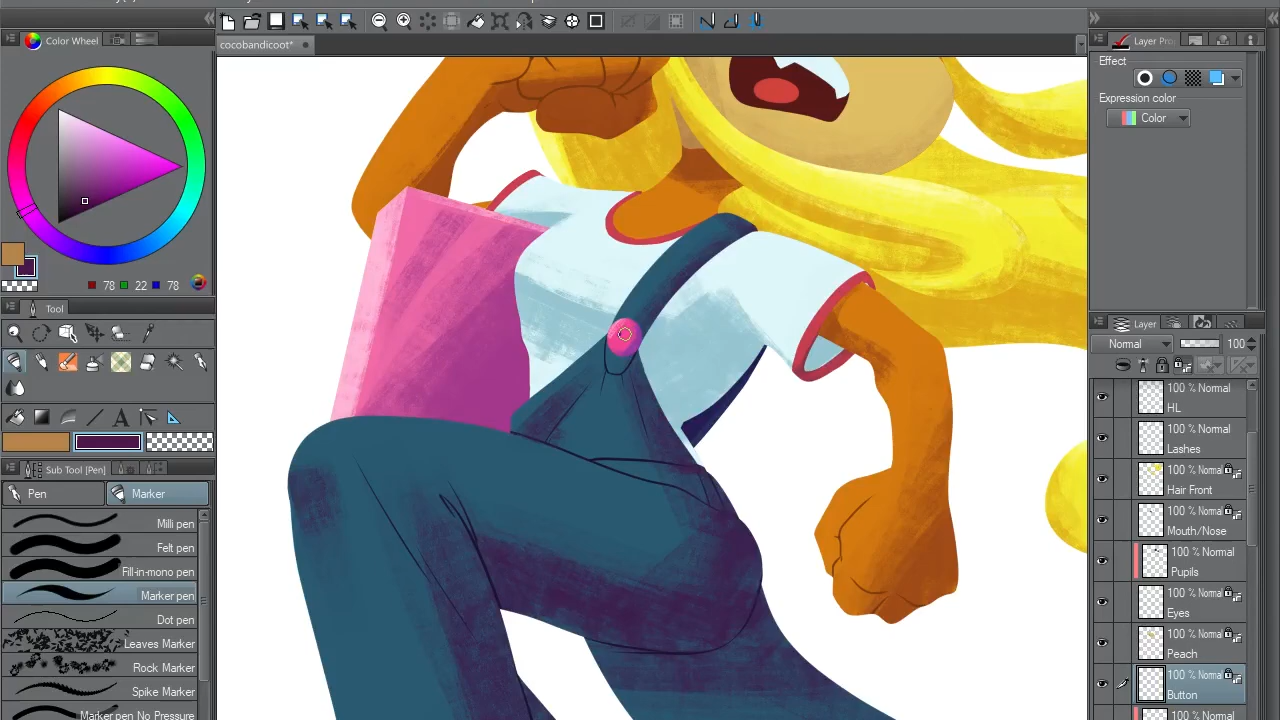 cocobandicoot*
Color Wheel
78 22 78
Tool
Sub Tool [Pen]
Pen
Marker
Milli pen
Felt pen
Fill-in-mono pen
Marker pen
Dot pen
Leaves Marker
Rock Marker
Spike Marker
Marker pen No Pressure
Layer Prop
Effect
Expression color
Color
Layer
Normal 100
100 % Normal
HL
100 % Normal
Lashes
100 % Normal
Hair Front
100 % Normal
Mouth/Nose
100 % Normal
Pupils
100 % Normal
Eyes
100 % Normal
Peach
100 % Normal
Button
100 % Normal